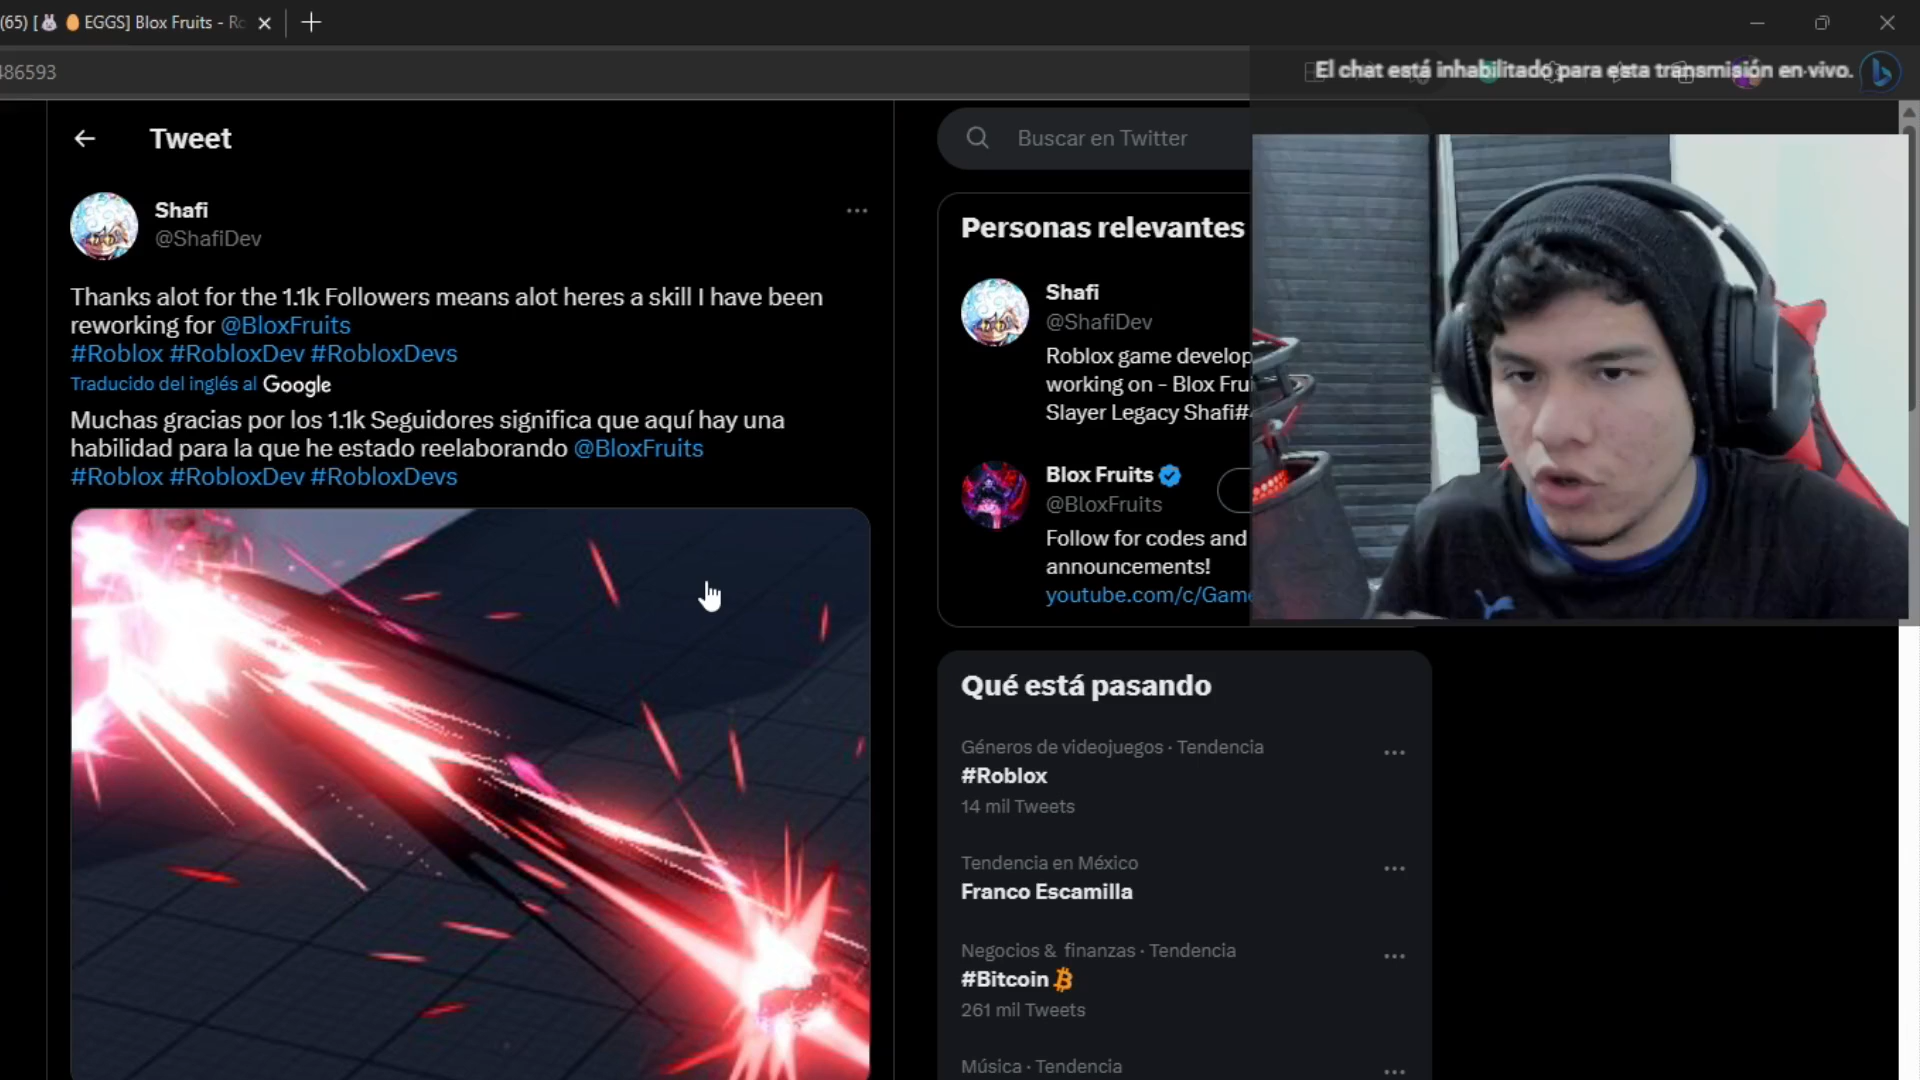 (65) [🐰 🥚 EGGS] Blox Fruits - Ro
486593
El chat está inhabilitado para esta transmisión en vivo.
Tweet
Shafi
@ShafiDev
Thanks alot for the 1.1k Followers means alot heres a skill I have been
reworking for @BloxFruits
#Roblox #RobloxDev #RobloxDevs
Traducido del inglés al Google
Muchas gracias por los 1.1k Seguidores significa que aquí hay una
habilidad para la que he estado reelaborando @BloxFruits
#Roblox #RobloxDev #RobloxDevs
Buscar en Twitter
Personas relevantes
Shafi
@ShafiDev
Roblox game develop
working on - Blox Fru
Slayer Legacy Shafi#
Blox Fruits
@BloxFruits
Follow for codes and
announcements!
youtube.com/c/Game
Qué está pasando
Géneros de videojuegos · Tendencia
#Roblox
14 mil Tweets
Tendencia en México
Franco Escamilla
Negocios & finanzas · Tendencia
#Bitcoin
261 mil Tweets
Música · Tendencia